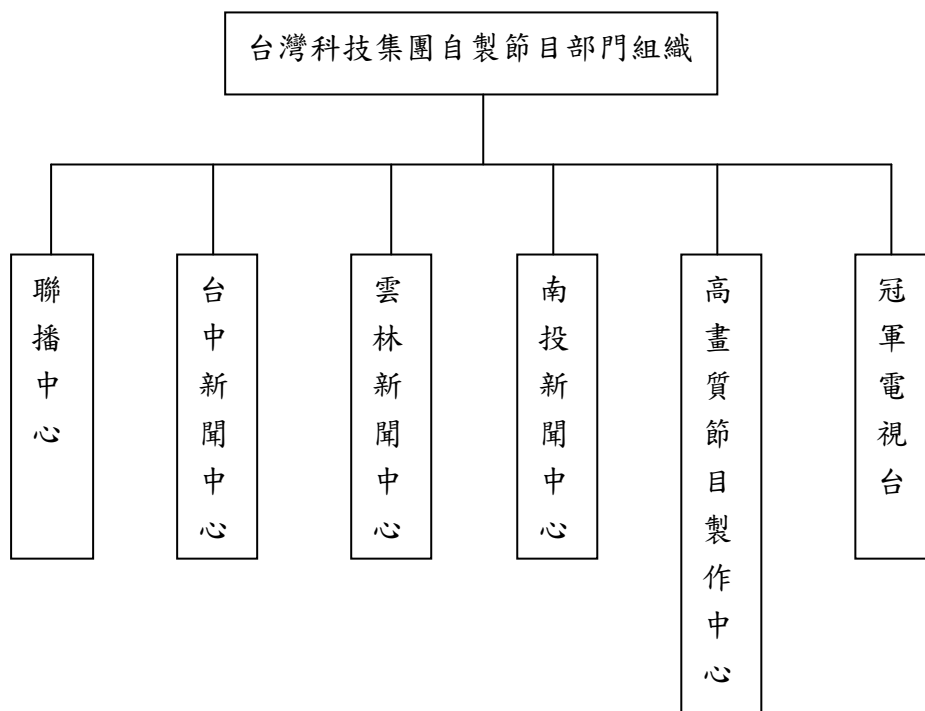 台灣科技集團自製節目部門組織
聯播中心
台中新聞中心
雲林新聞中心
南投新聞中心
高畫質節目製作中心
冠軍電視台